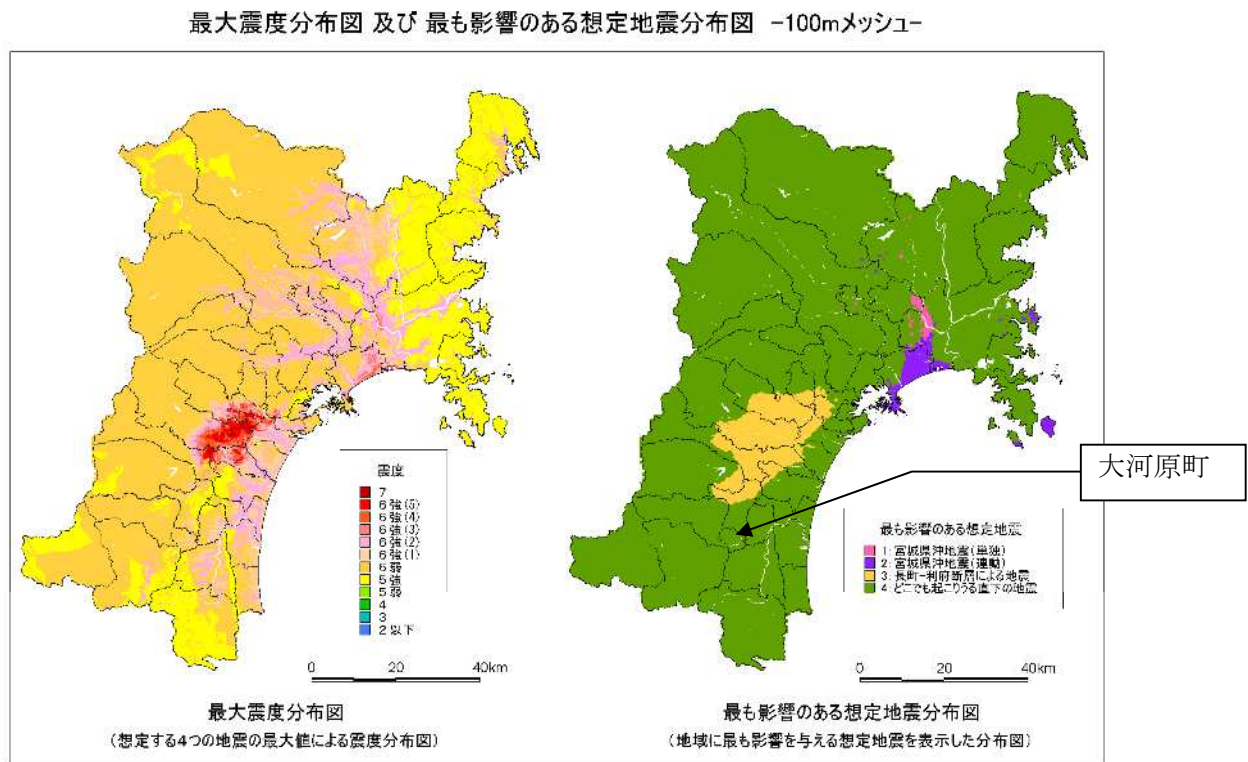 最大震度分布図 及び 最も影響のある想定地震分布図 -100mメッシュ-
震度
7
6強(5)
6強(4)
6強(3)
6強(2)
6強(1)
6弱
5強
5弱
4
3
2以下
0 20 40km
最大震度分布図
(想定する4つの地震の最大値による震度分布図)
大河原町
最も影響のある想定地震
1:宮城県沖地震(単独)
2:宮城県沖地震(連動)
3:長町-利府断層による地震
4:どこでも起こりうる直下の地震
0 20 40km
最も影響のある想定地震分布図
(地域に最も影響を与える想定地震を表示した分布図)